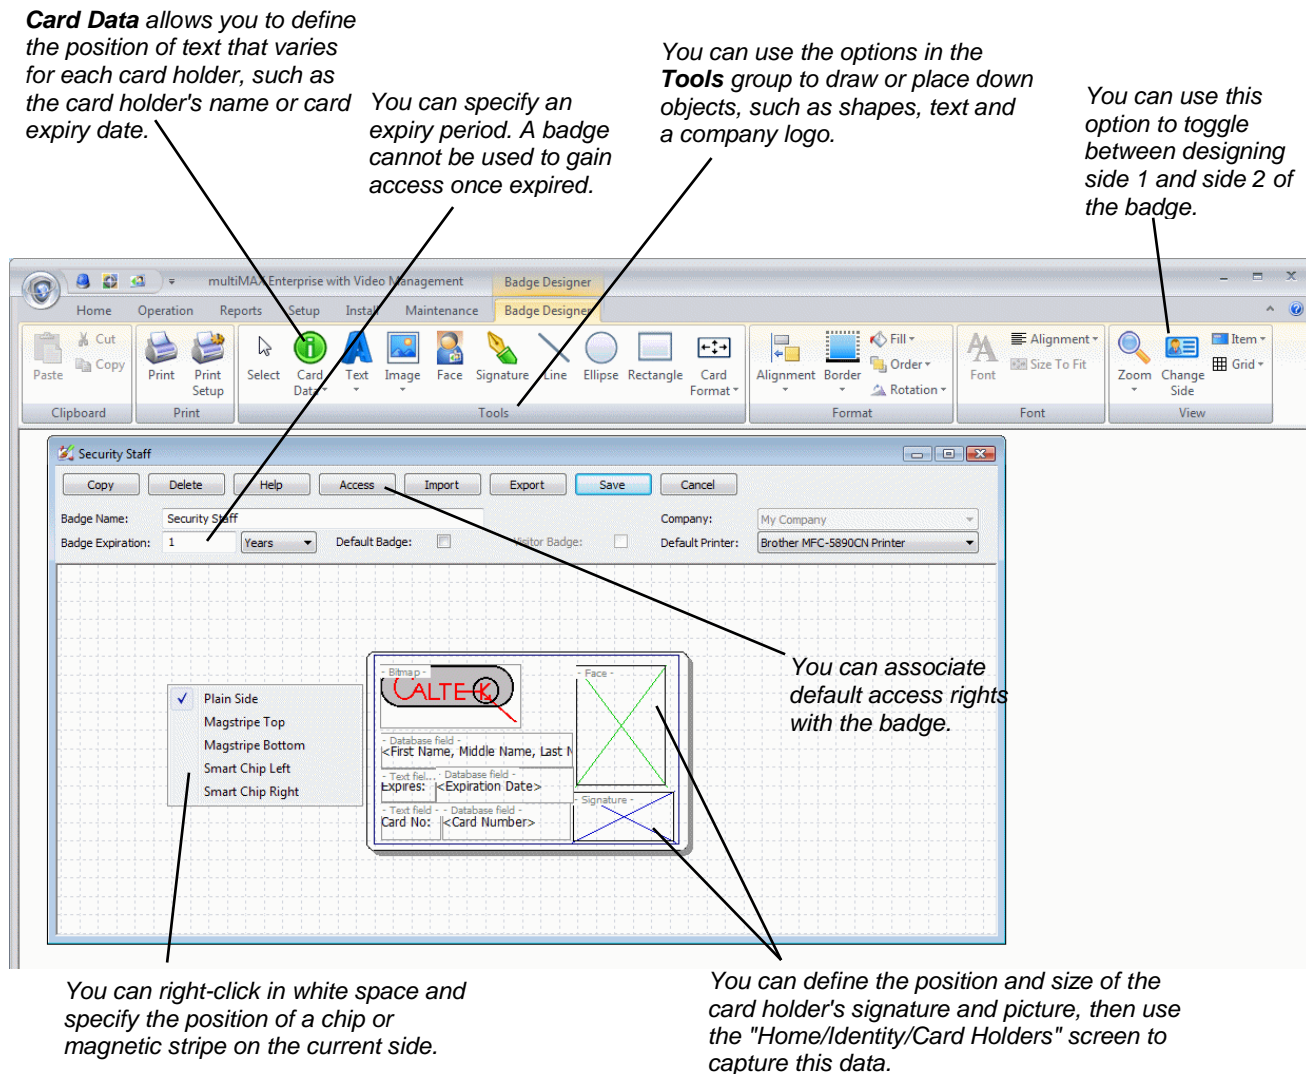 Card Data allows you to define
the position of text that varies
for each card holder, such as
the card holder's name or card
expiry date.
You can specify an
expiry period. A badge
cannot be used to gain
access once expired.
You can use the options in the
Tools group to draw or place down
objects, such as shapes, text and
a company logo.
You can use this
option to toggle
between designing
side 1 and side 2 of
the badge.
multiMAX Enterprise with Video Management
Badge Designer
Home Operation Reports Setup Install Maintenance Badge Designer
Paste
Cut
Copy
Clipboard
Print
Print Setup
Print
Select
Card Data
Text
Image
Face
Signature
Line
Ellipse
Rectangle
Card Format
Tools
Alignment
Border
Fill
Order
Rotation
Format
Font
Alignment
Size To Fit
Font
Zoom
Change Side
Item
Grid
View
Security Staff
Copy Delete Help Access Import Export Save Cancel
Badge Name: Security Staff Company: My Company
Badge Expiration: 1 Years Default Badge: Visitor Badge: Default Printer: Brother MFC-5890CN Printer
Plain Side
Magstripe Top
Magstripe Bottom
Smart Chip Left
Smart Chip Right
- Bitmap -
CALTEK
- Face -
- Database field -
<First Name, Middle Name, Last N
- Text fiel... - Database field -
Expires: <Expiration Date>
- Text field - - Database field -
Card No: <Card Number>
- Signature -
You can associate
default access rights
with the badge.
You can right-click in white space and
specify the position of a chip or
magnetic stripe on the current side.
You can define the position and size of the
card holder's signature and picture, then use
the "Home/Identity/Card Holders" screen to
capture this data.